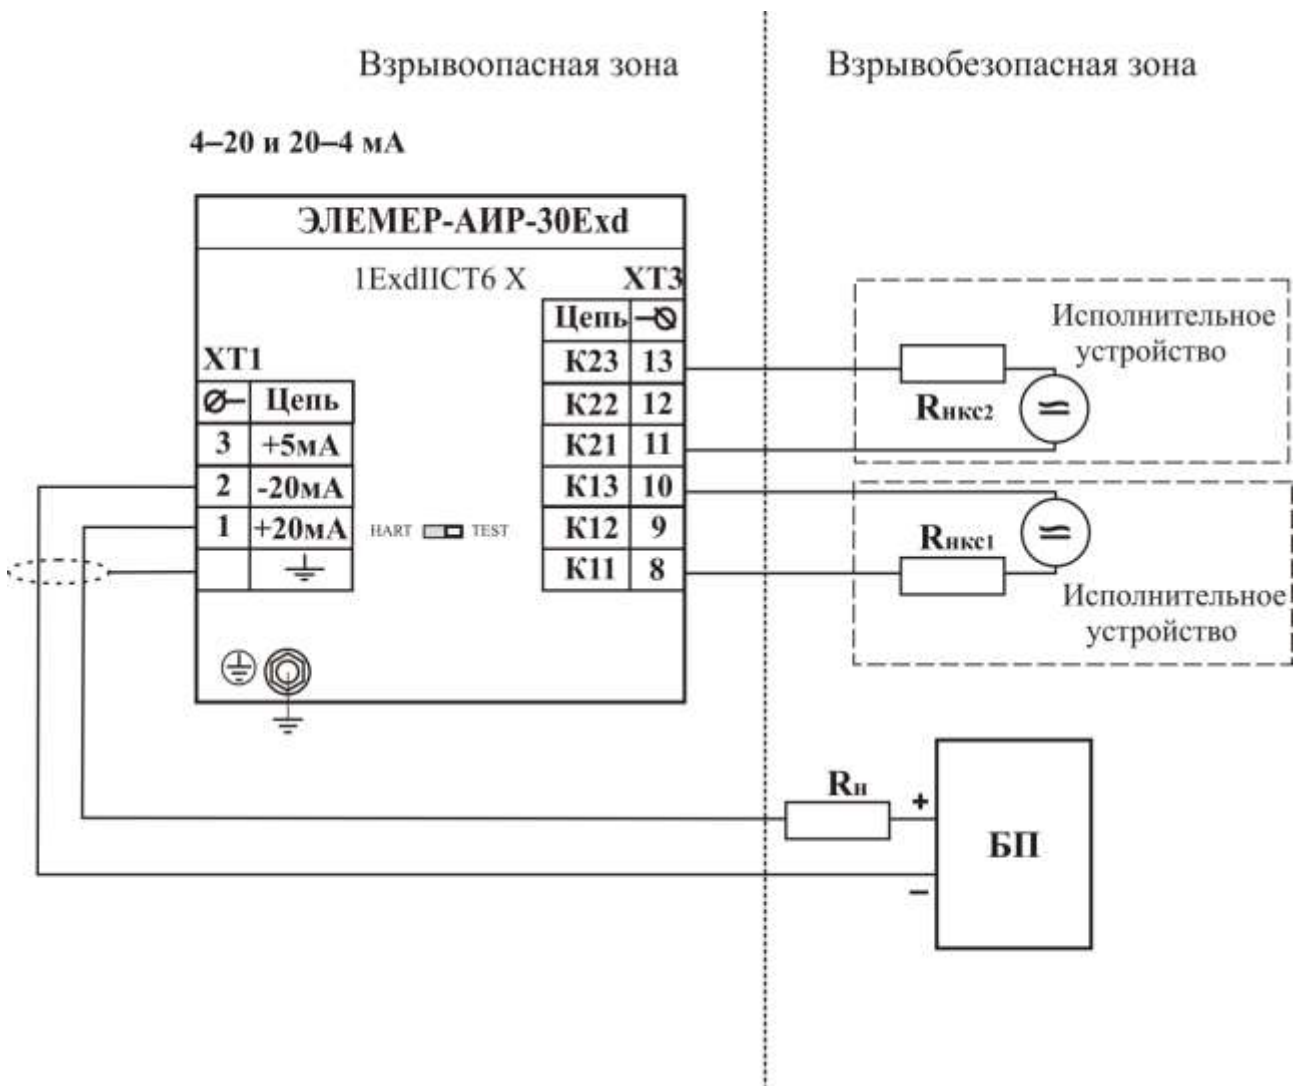 Взрывоопасная зона
Взрывобезопасная зона
4–20 и 20–4 мА
ЭЛЕМЕР-АИР-30Exd
1ExdIICT6 X
XT3
Цепь
К23 13
К22 12
К21 11
К13 10
К12 9
К11 8
XT1
Цепь
3 +5мА
2 -20мА
1 +20мА
HART TEST
Исполнительное
устройство
Rнкс2
Rнкс1
Исполнительное
устройство
Rн
+
БП
–